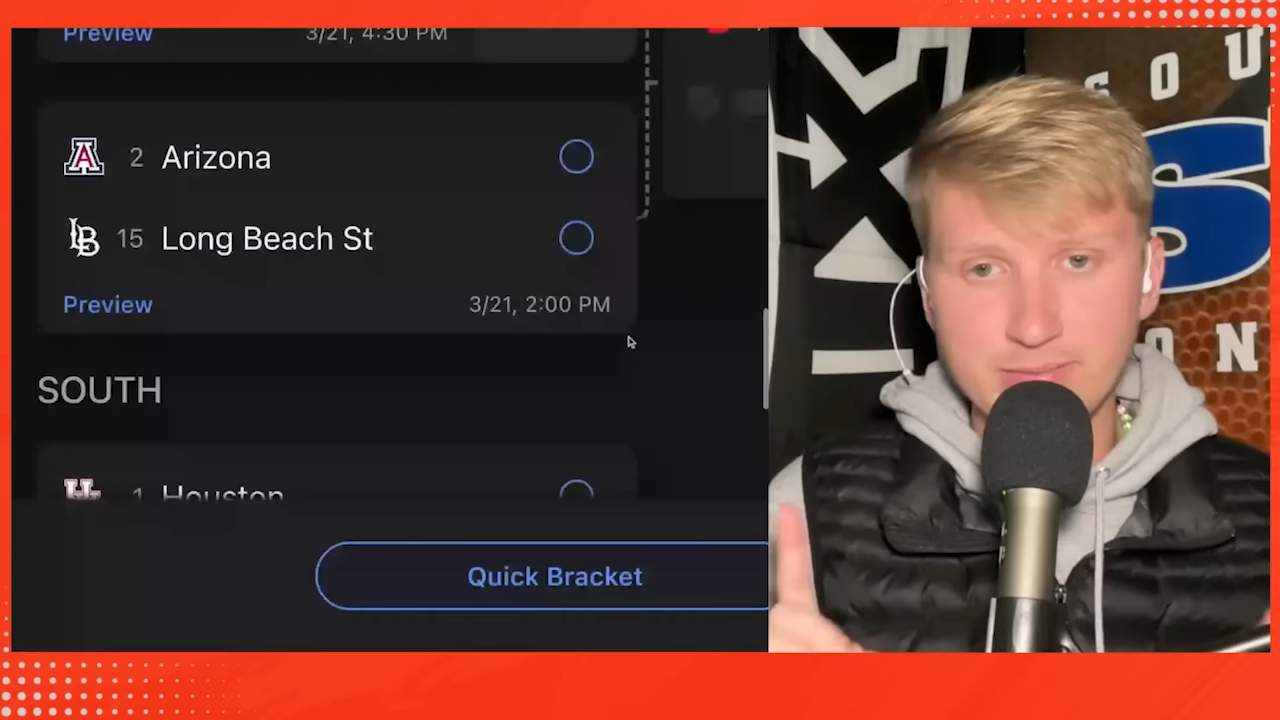 Preview 3/21, 4:30 PM
2 Arizona
15 Long Beach St
Preview 3/21, 2:00 PM
SOUTH
1 Houston
Quick Bracket
S O U
S
O N